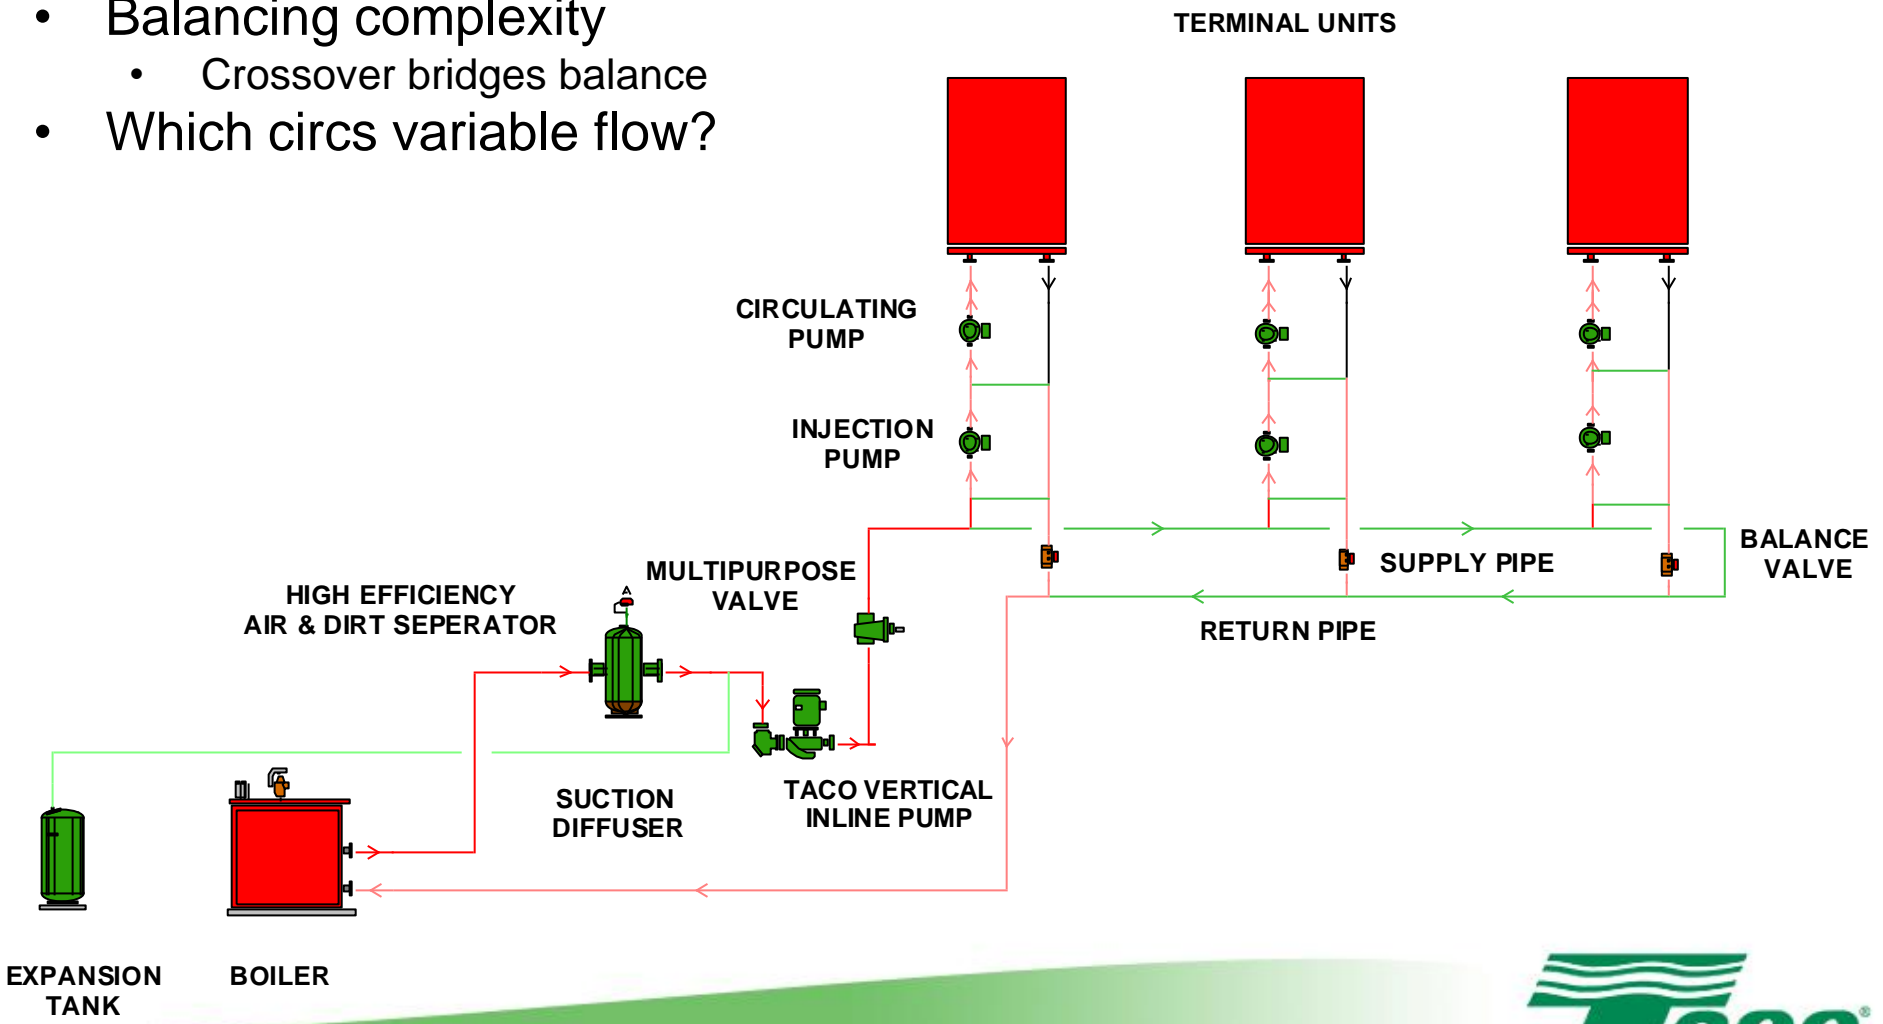 • Balancing complexity
• Crossover bridges balance
• Which circs variable flow?
TERMINAL UNITS
CIRCULATING
PUMP
INJECTION
PUMP
MULTIPURPOSE
VALVE
HIGH EFFICIENCY
AIR & DIRT SEPERATOR
SUPPLY PIPE
BALANCE
VALVE
RETURN PIPE
SUCTION
DIFFUSER
TACO VERTICAL
INLINE PUMP
EXPANSION
TANK
BOILER
Taco®